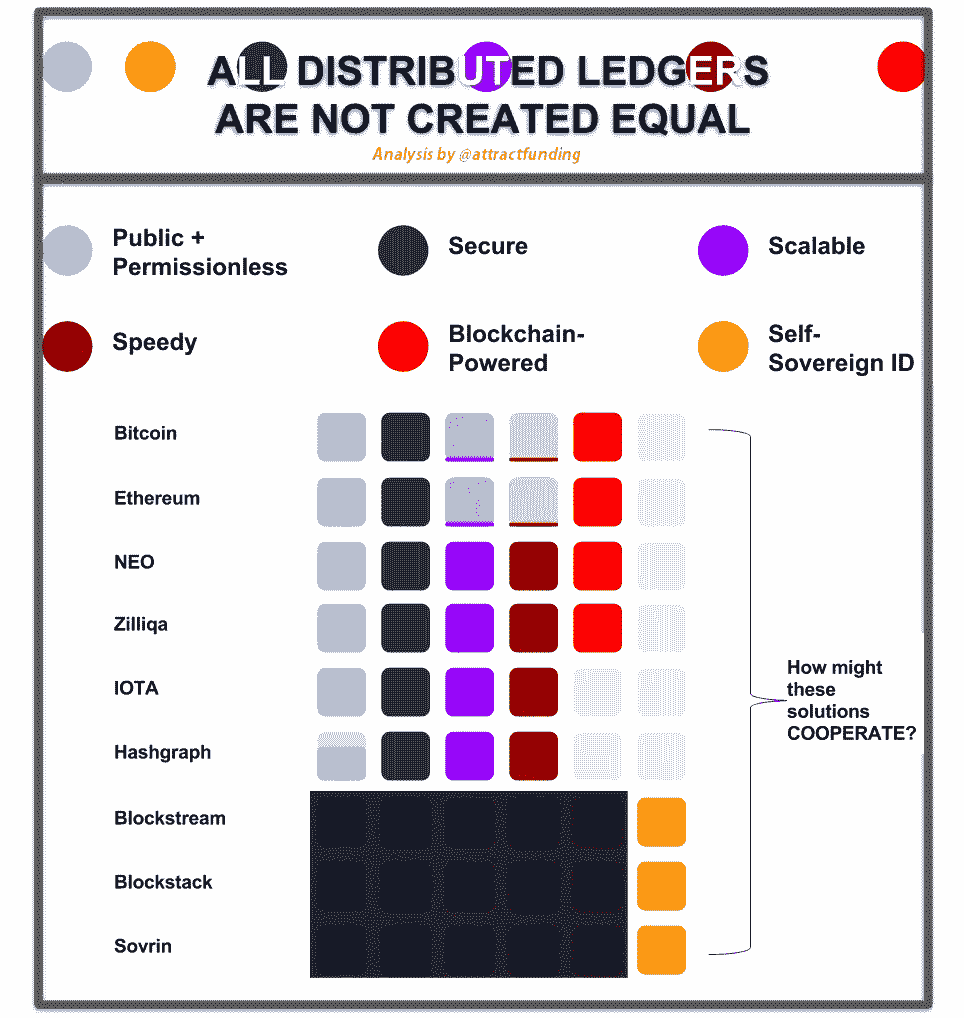 ALL DISTRIBUTED LEDGERS
ARE NOT CREATED EQUAL
Analysis by @attractfunding
Public +
Permissionless
Secure
Scalable
Speedy
Blockchain-
Powered
Self-
Sovereign ID
Bitcoin
Ethereum
NEO
Zilliqa
IOTA
Hashgraph
Blockstream
Blockstack
Sovrin
How might
these
solutions
COOPERATE?